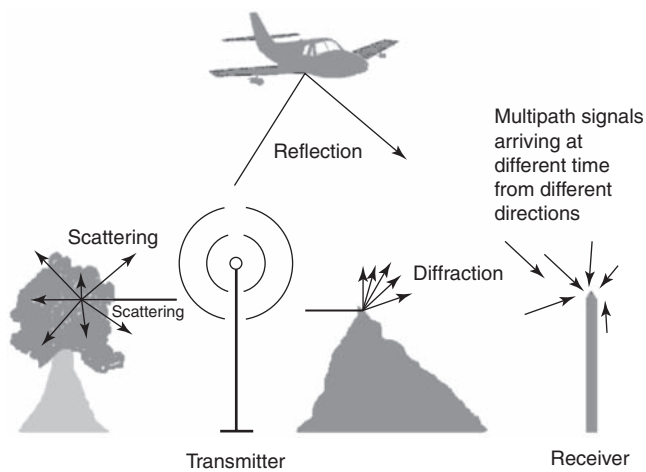 Multipath signals
arriving at
different time
from different
directions
Reflection
Scattering
Scattering
Diffraction
Transmitter
Receiver